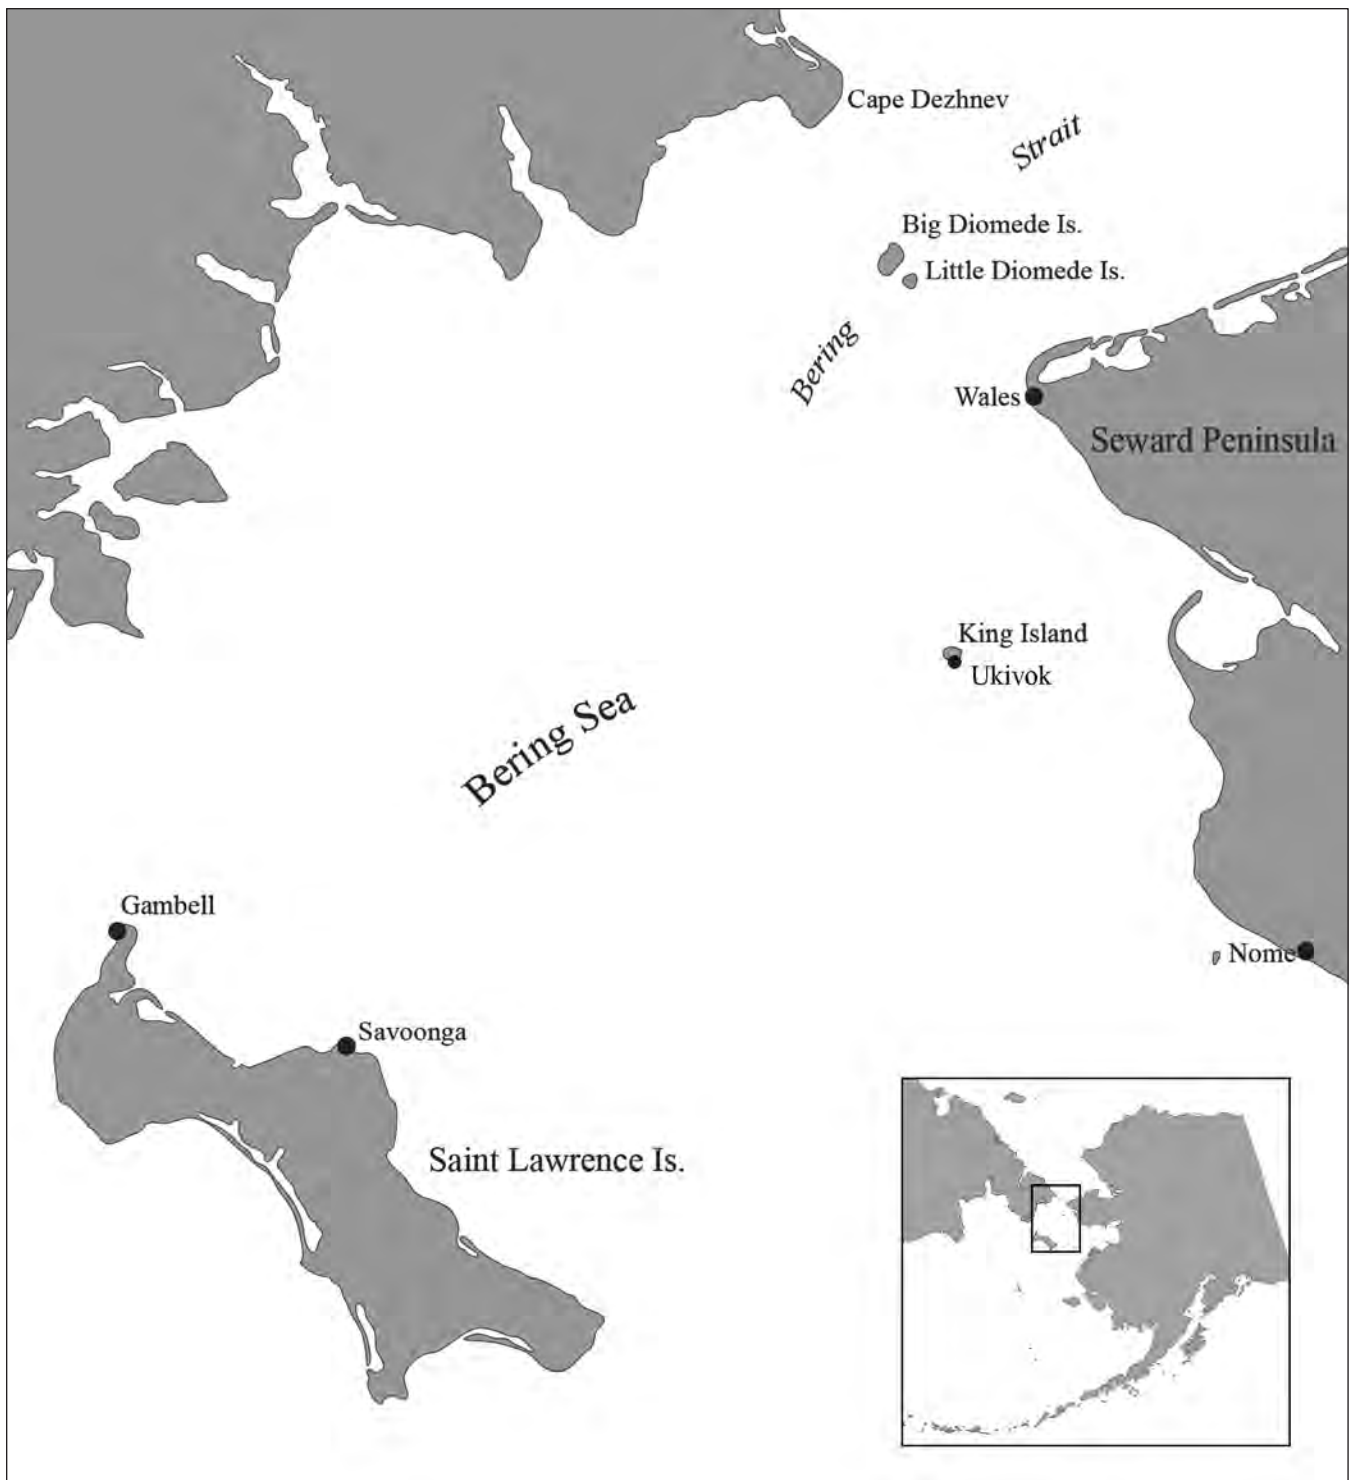 Cape Dezhnev
Strait
Big Diomede Is.
Little Diomede Is.
Bering
Wales
Seward Peninsula
King Island
Ukivok
Bering Sea
Gambell
Nome
Savoonga
Saint Lawrence Is.